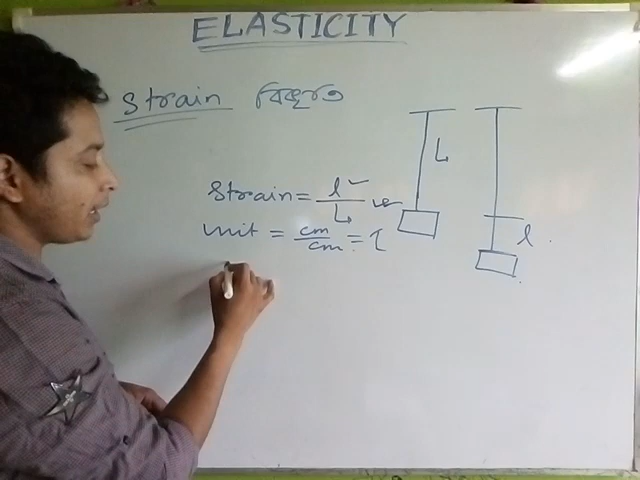 ELASTICITY
Strain বিকৃতি
L
Strain = l / L
Unit = cm / cm = 1
l